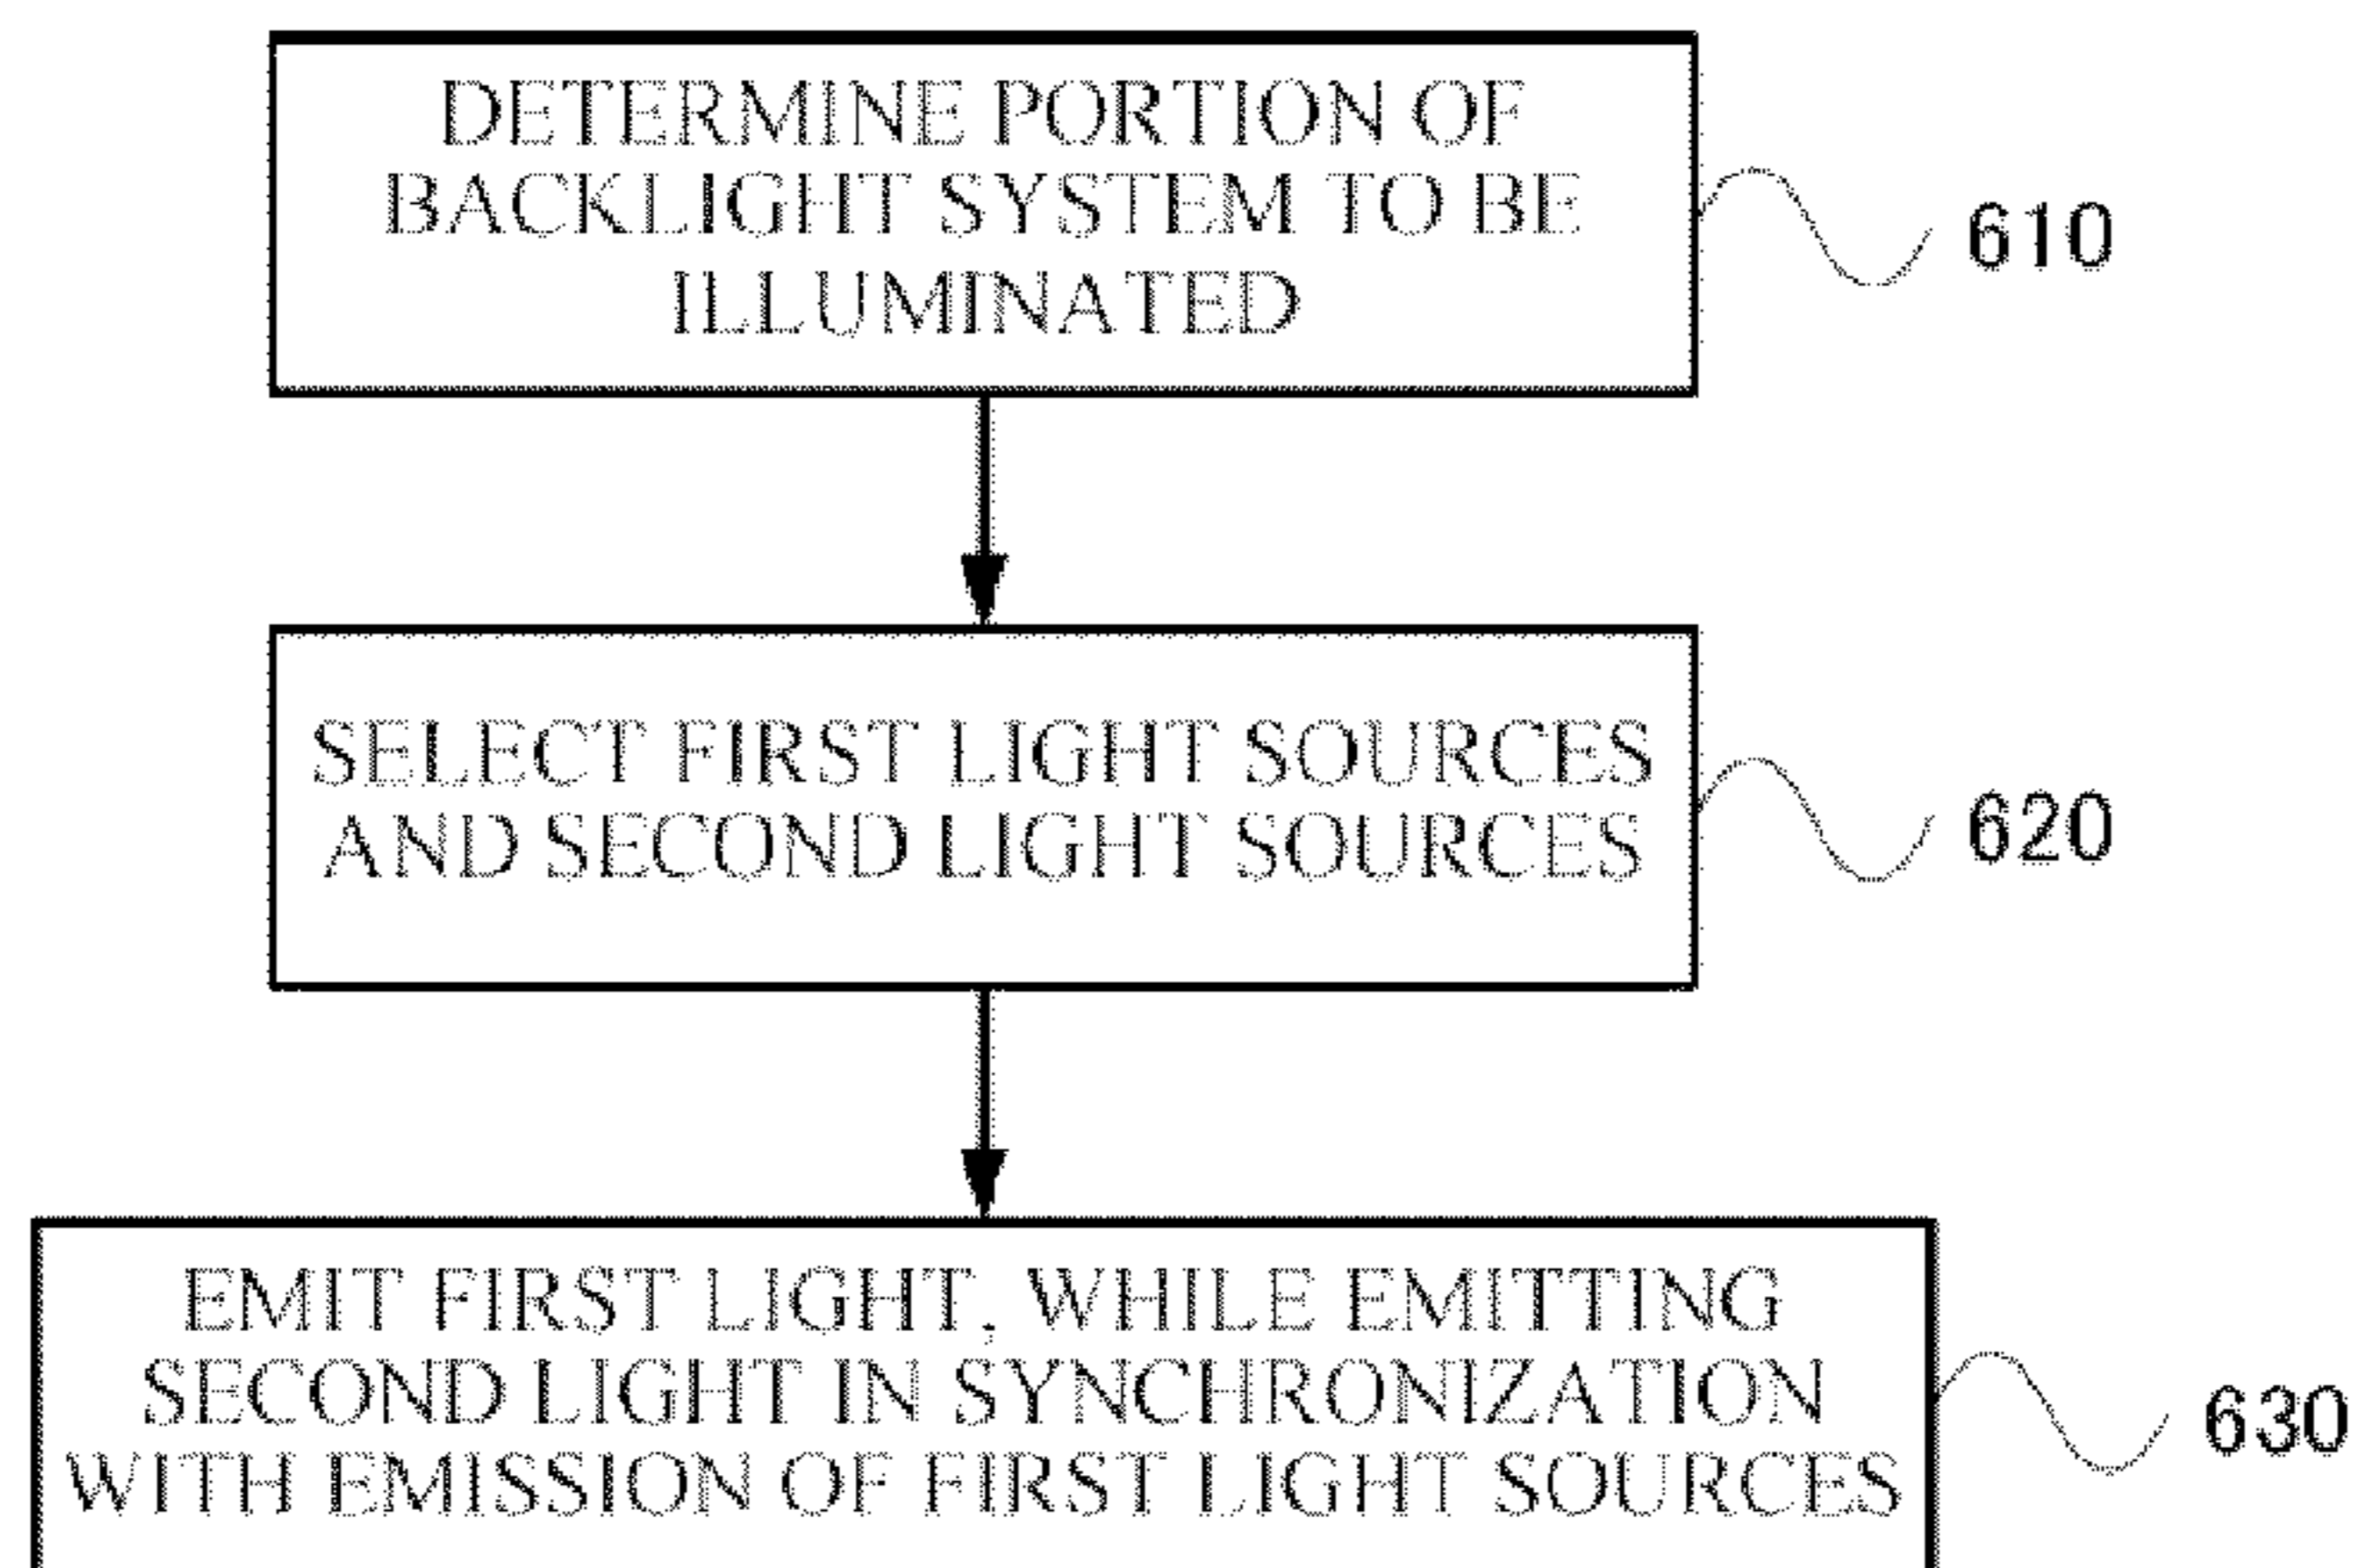 DETERMINE PORTION OF
BACKLIGHT SYSTEM TO BE
ILLUMINATED
610
SELECT FIRST LIGHT SOURCES
AND SECOND LIGHT SOURCES
620
EMIT FIRST LIGHT, WHILE EMITTING
SECOND LIGHT IN SYNCHRONIZATION
WITH EMISSION OF FIRST LIGHT SOURCES
630